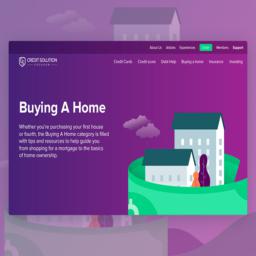 About Us Articles Experiences Members Support
CREDIT SOLUTION
Credit Cards Credit score Debt Help Buying a home Insurance Investing
Buying A Home
Whether you're purchasing your first house
or fourth, the Buying A Home category is filled
with tips and resources to help guide you
from shopping for a mortgage to the basics
of home ownership.